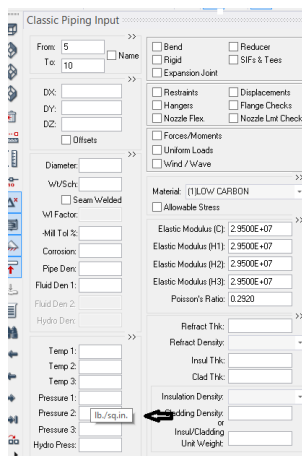 Classic Piping Input
>>
From: 5
Name
To: 10
>>
DX:
DY:
DZ:
Offsets
>>
Diameter:
Wt/Sch:
Seam Welded
WI Factor:
-Mill Tol %:
Corrosion:
Pipe Den:
Fluid Den 1:
Fluid Den 2:
Hydro Den:
>>
Temp 1:
Temp 2:
Temp 3:
Pressure 1:
Pressure 2:
lb./sq.in.
Pressure 3:
Hydro Press:
Bend
Reducer
Rigid
SIFs & Tees
Expansion Joint
Restraints
Displacements
Hangers
Flange Checks
Nozzle Flex.
Nozzle Lmt Check
Forces/Moments
Uniform Loads
Wind / Wave
>>
Material: (1)LOW CARBON
Allowable Stress
>>
Elastic Modulus (C): 2.9500E+07
Elastic Modulus (H1): 2.9500E+07
Elastic Modulus (H2): 2.9500E+07
Elastic Modulus (H3): 2.9500E+07
Poisson's Ratio: 0.2920
>>
Refract Thk:
Refract Density:
Insul Thk:
Clad Thk:
Insulation Density:
Cladding Density:
or
Insul/Cladding
Unit Weight: